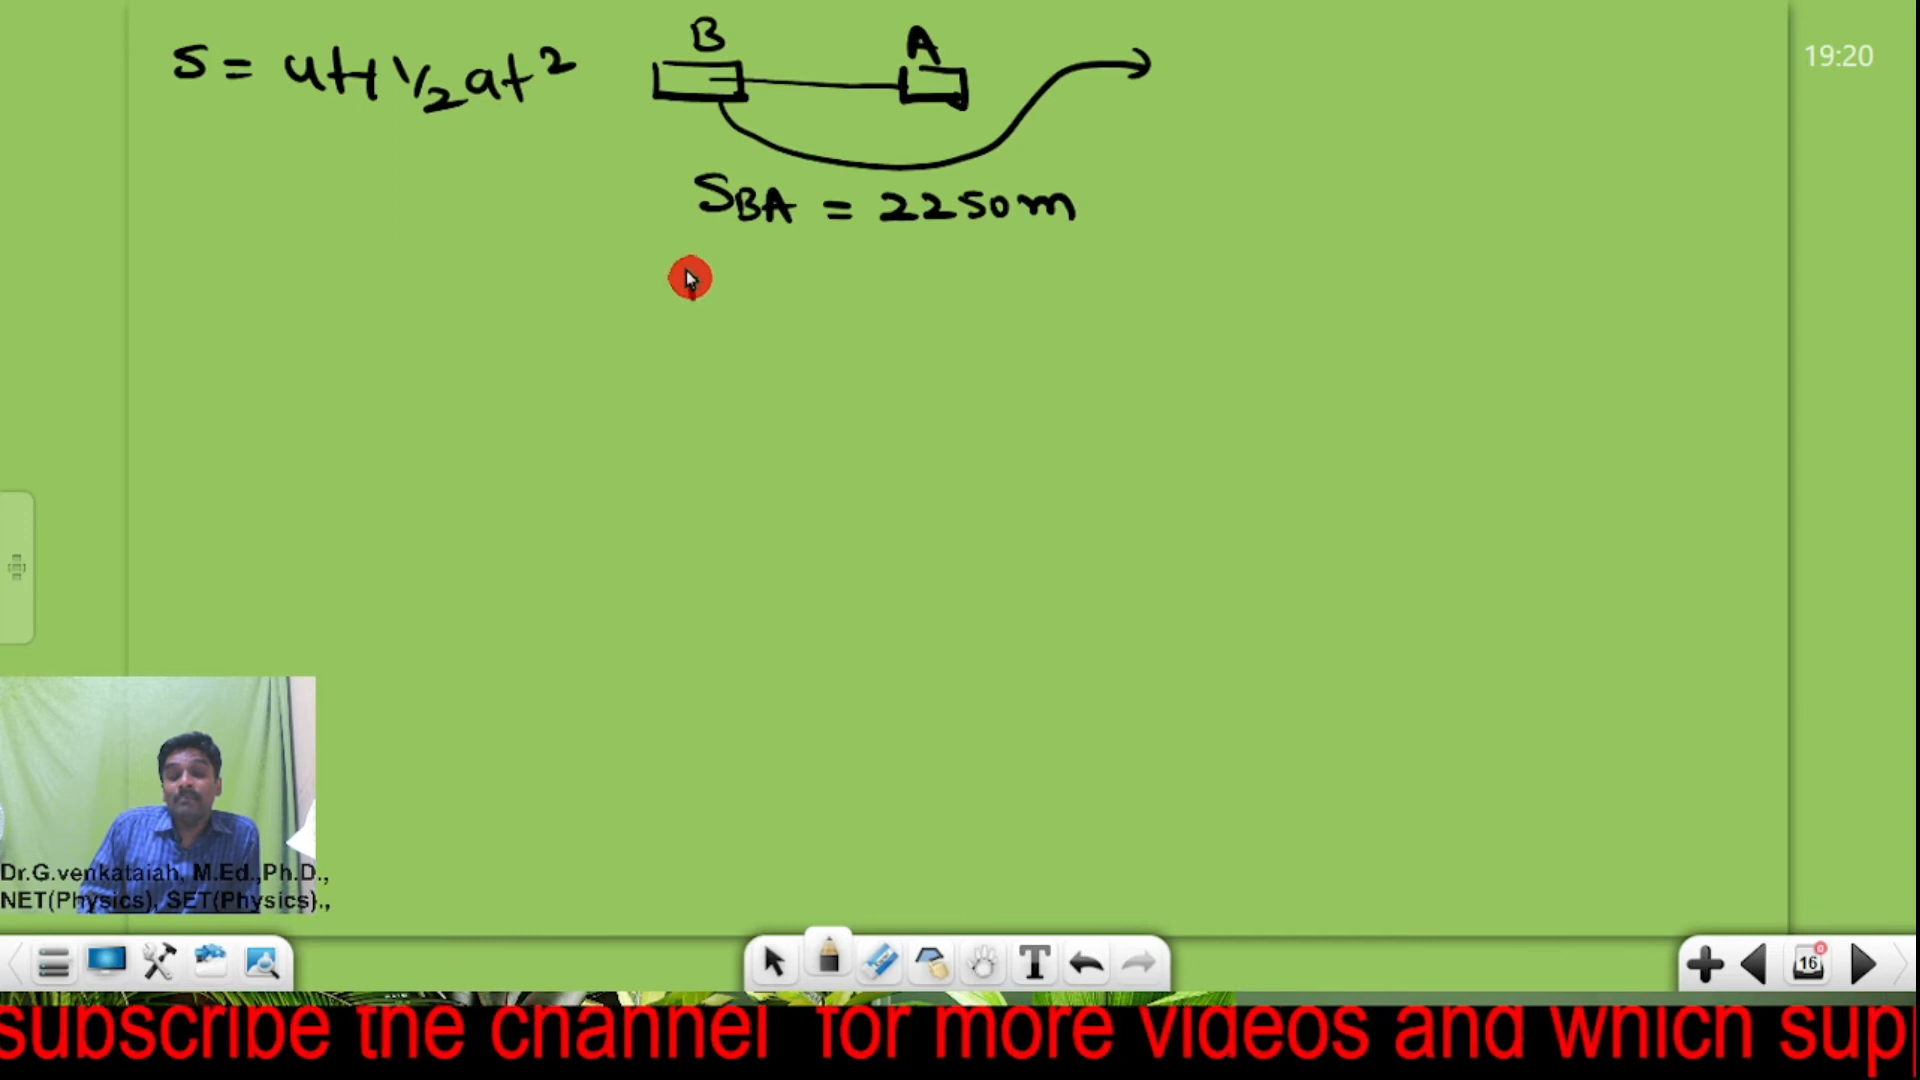 S = ut+1/2at²
B
A
19:20
SBA = 2250m
Dr.G.venkataiah, M.Ed.,Ph.D.,
NET(Physics), SET(Physics).,
T
16
0
subscribe the channel for more videos and which sup